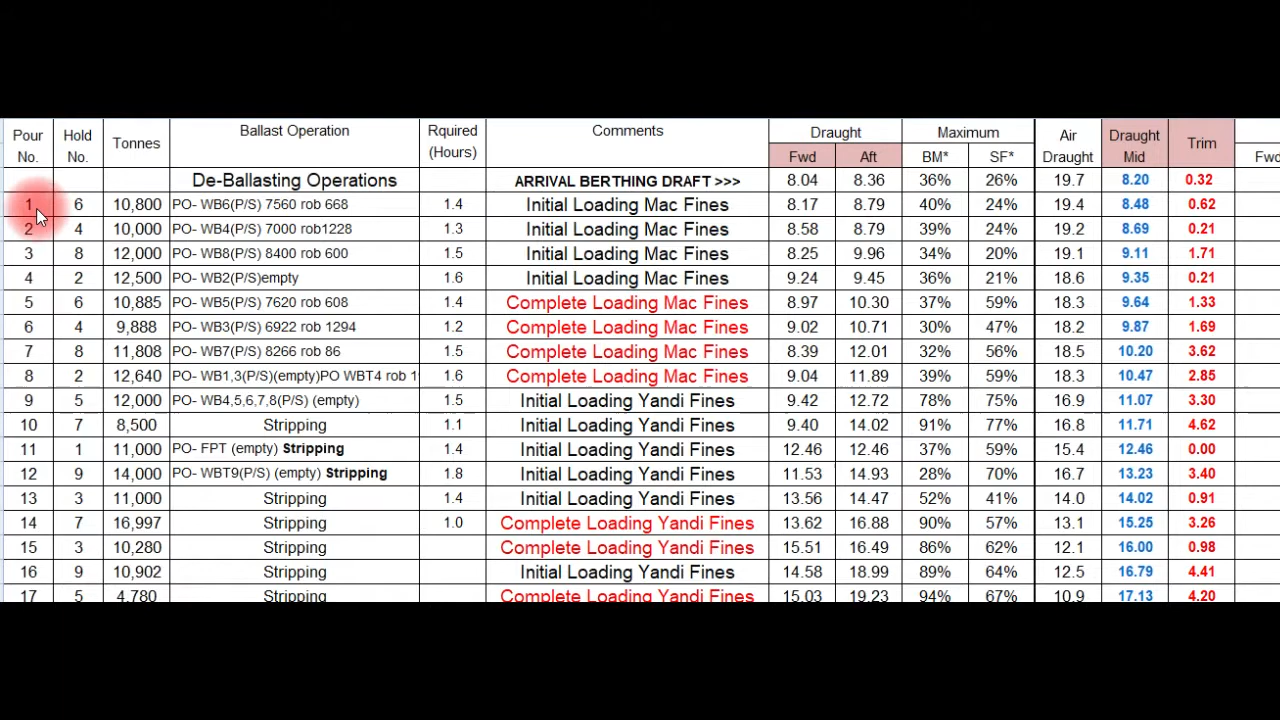 Pour No. Hold No. Tonnes Ballast Operation Rquired (Hours) Comments Draught Fwd Aft Maximum BM* SF* Air Draught Draught Mid Trim Fwd
De-Ballasting Operations ARRIVAL BERTHING DRAFT >>> 8.04 8.36 36% 26% 19.7 8.20 0.32
1 6 10,800 PO- WB6(P/S) 7560 rob 668 1.4 Initial Loading Mac Fines 8.17 8.79 40% 24% 19.4 8.48 0.62
2 4 10,000 PO- WB4(P/S) 7000 rob1228 1.3 Initial Loading Mac Fines 8.58 8.79 39% 24% 19.2 8.69 0.21
3 8 12,000 PO- WB8(P/S) 8400 rob 600 1.5 Initial Loading Mac Fines 8.25 9.96 34% 20% 19.1 9.11 1.71
4 2 12,500 PO- WB2(P/S)empty 1.6 Initial Loading Mac Fines 9.24 9.45 36% 21% 18.6 9.35 0.21
5 6 10,885 PO- WB5(P/S) 7620 rob 608 1.4 Complete Loading Mac Fines 8.97 10.30 37% 59% 18.3 9.64 1.33
6 4 9,888 PO- WB3(P/S) 6922 rob 1294 1.2 Complete Loading Mac Fines 9.02 10.71 30% 47% 18.2 9.87 1.69
7 8 11,808 PO- WB7(P/S) 8266 rob 86 1.5 Complete Loading Mac Fines 8.39 12.01 32% 56% 18.5 10.20 3.62
8 2 12,640 PO- WB1,3(P/S)(empty)PO WBT4 rob 1 1.6 Complete Loading Mac Fines 9.04 11.89 39% 59% 18.3 10.47 2.85
9 5 12,000 PO- WB4,5,6,7,8(P/S) (empty) 1.5 Initial Loading Yandi Fines 9.42 12.72 78% 75% 16.9 11.07 3.30
10 7 8,500 Stripping 1.1 Initial Loading Yandi Fines 9.40 14.02 91% 77% 16.8 11.71 4.62
11 1 11,000 PO- FPT (empty) Stripping 1.4 Initial Loading Yandi Fines 12.46 12.46 37% 59% 15.4 12.46 0.00
12 9 14,000 PO- WBT9(P/S) (empty) Stripping 1.8 Initial Loading Yandi Fines 11.53 14.93 28% 70% 16.7 13.23 3.40
13 3 11,000 Stripping 1.4 Initial Loading Yandi Fines 13.56 14.47 52% 41% 14.0 14.02 0.91
14 7 16,997 Stripping 1.0 Complete Loading Yandi Fines 13.62 16.88 90% 57% 13.1 15.25 3.26
15 3 10,280 Stripping Complete Loading Yandi Fines 15.51 16.49 86% 62% 12.1 16.00 0.98
16 9 10,902 Stripping Initial Loading Yandi Fines 14.58 18.99 89% 64% 12.5 16.79 4.41
17 5 4,780 Stripping Complete Loading Yandi Fines 15.03 19.23 94% 67% 10.9 17.13 4.20